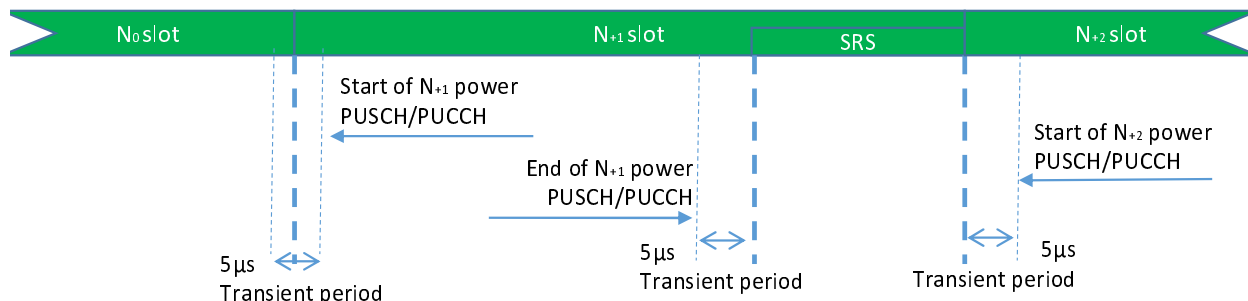 N₀ slot
N₊₁ slot
SRS
N₊₂ slot
Start of N₊₁ power
PUSCH/PUCCH
End of N₊₁ power
PUSCH/PUCCH
Start of N₊₂ power
PUSCH/PUCCH
5µs
Transient period
5µs
Transient period
5µs
Transient period